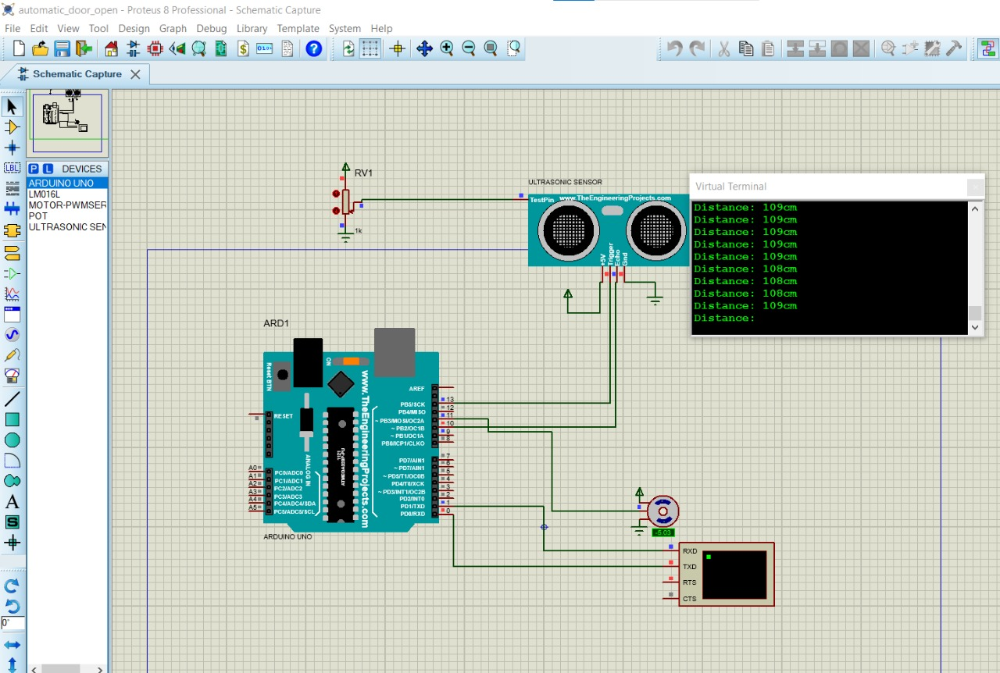 automatic_door_open - Proteus 8 Professional - Schematic Capture
File Edit View Tool Design Graph Debug Library Template System Help
Schematic Capture
P L DEVICES
ARDUINO UNO
LM016L
MOTOR-PWMSER
POT
ULTRASONIC SEN
LBL
A
S
0°
RV1
1k
ULTRASONIC SENSOR
TestPin www.TheEngineeringProjects.com
+5V
Trigger
Echo
Gnd
Virtual Terminal
Distance: 109cm
Distance: 109cm
Distance: 109cm
Distance: 109cm
Distance: 109cm
Distance: 108cm
Distance: 108cm
Distance: 108cm
Distance: 109cm
Distance:
ARD1
Reset BTN
ON
www.TheEngineeringProjects.com
ANALOG IN
RESET
AREF
PB5/SCK 13
PB4/MISO 12
~ PB3/MOSI/OC2A 11
~ PB2/OC1B 10
~ PB1/OC1A 9
PB0/ICP1/CLKO 8
PD7/AIN1 7
~ PD7/AIN1 6
~ PD5/T1/OC0B 5
PD4/T0/XCK 4
~ PD3/INT1/OC2B 3
PD2/INT0 2
PD1/TXD 1
PD0/RXD 0
A0 PC0/ADC0
A1 PC1/ADC1
A2 PC2/ADC2
A3 PC3/ADC3
A4 PC4/ADC4/SDA
A5 PC5/ADC5/SCL
ARDUINO UNO
-5.03
RXD
TXD
RTS
CTS